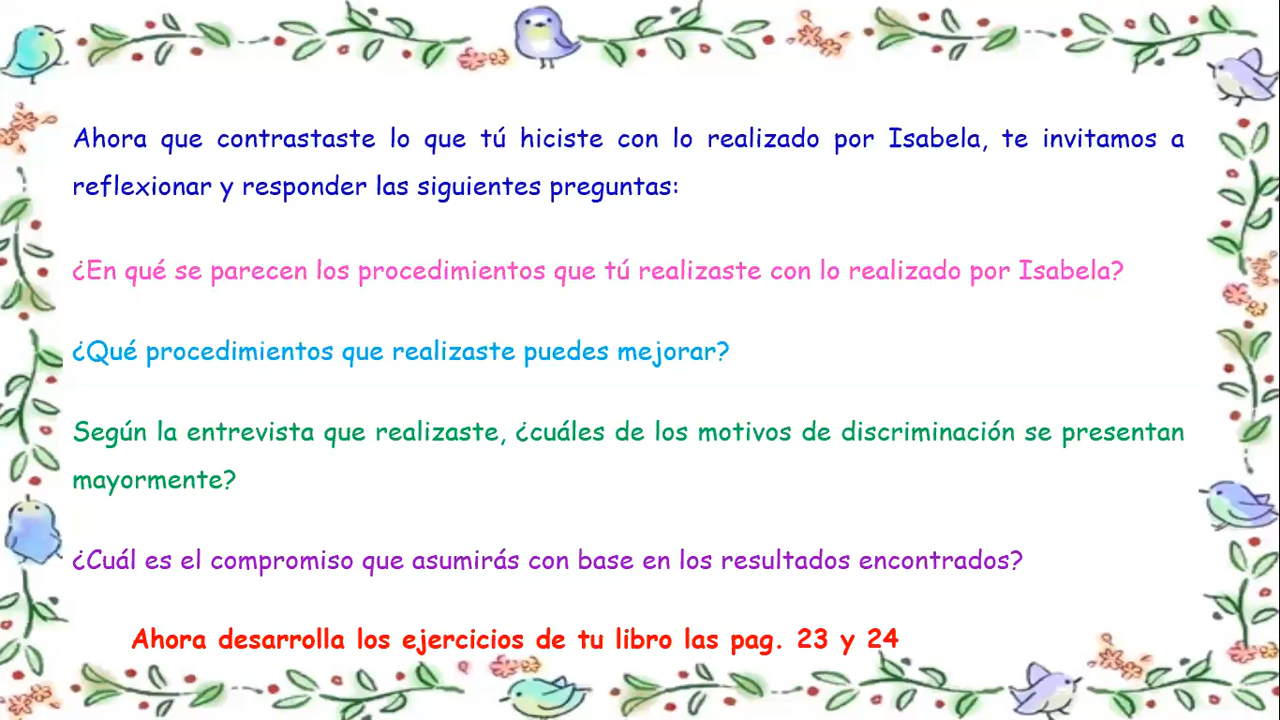 Ahora que contrastaste lo que tú hiciste con lo realizado por Isabela, te invitamos a
reflexionar y responder las siguientes preguntas:
¿En qué se parecen los procedimientos que tú realizaste con lo realizado por Isabela?
¿Qué procedimientos que realizaste puedes mejorar?
Según la entrevista que realizaste, ¿cuáles de los motivos de discriminación se presentan
mayormente?
¿Cuál es el compromiso que asumirás con base en los resultados encontrados?
Ahora desarrolla los ejercicios de tu libro las pag. 23 y 24